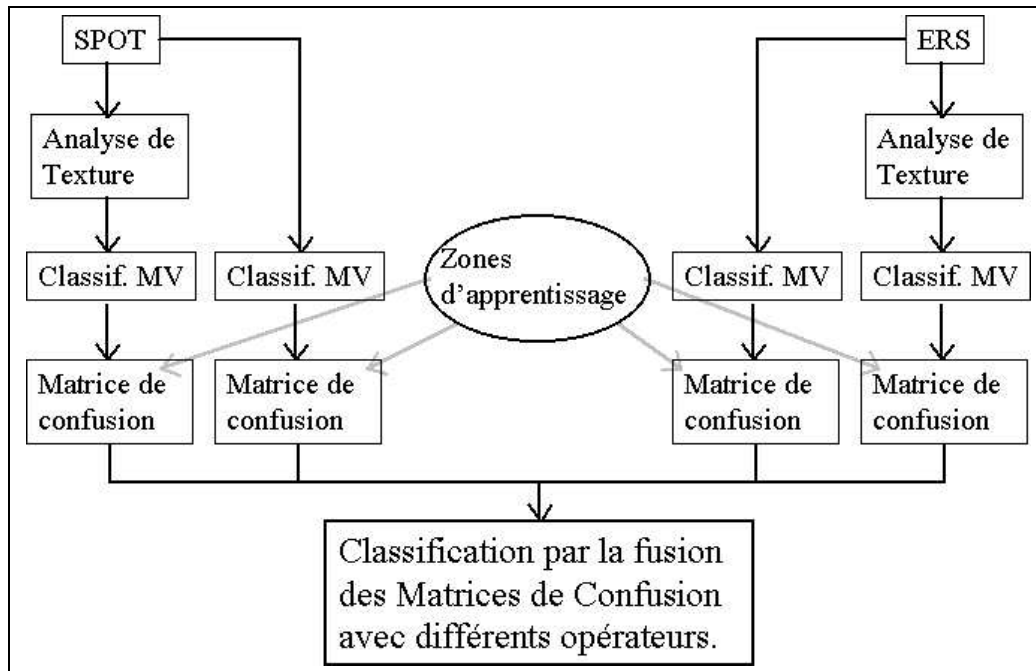 SPOT
ERS
Analyse de
Texture
Analyse de
Texture
Classif. MV
Classif. MV
Zones
d'apprentissage
Classif. MV
Classif. MV
Matrice de
confusion
Matrice de
confusion
Matrice de
confusion
Matrice de
confusion
Classification par la fusion
des Matrices de Confusion
avec différents opérateurs.